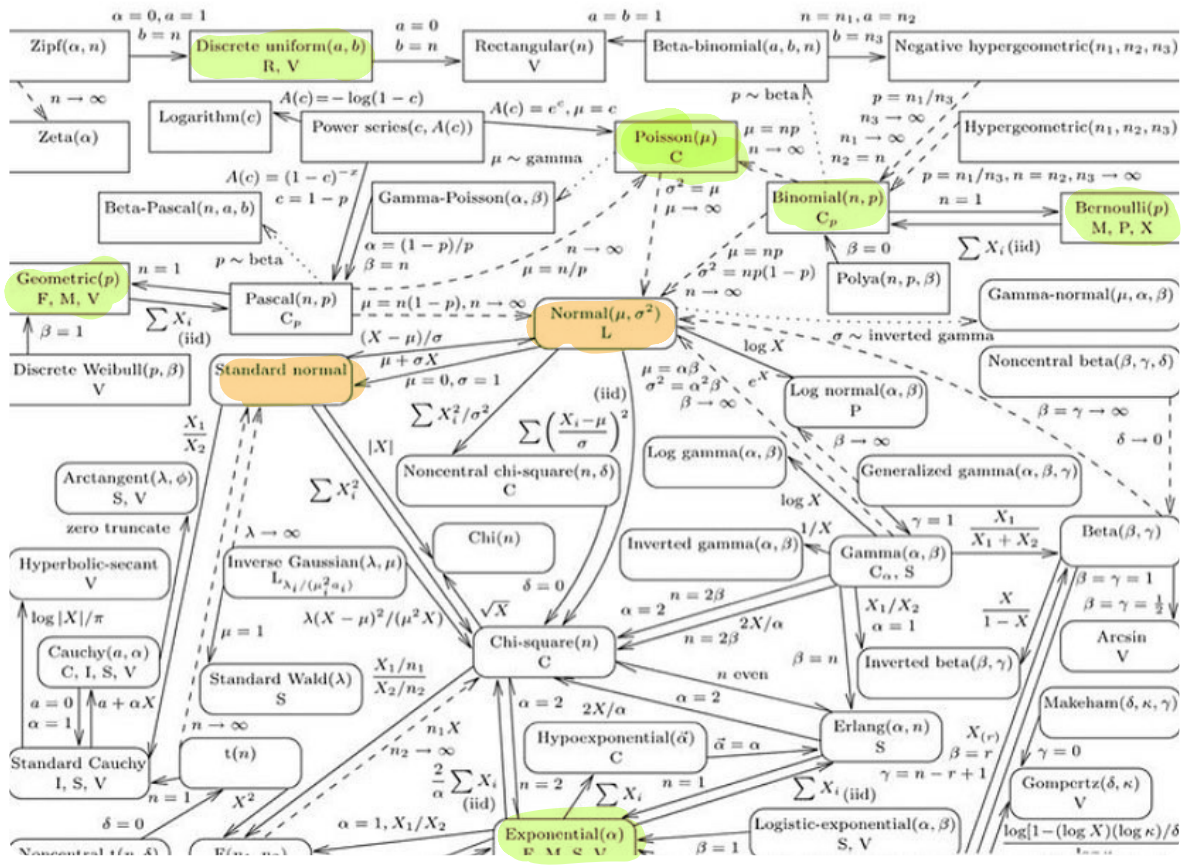 α = 0, a = 1
b = n
a = 0
b = n
a = b = 1
n = n₁, a = n₂
b = n₃
Zipf(α, n)
Discrete uniform(a, b)
R, V
Rectangular(n)
V
Beta-binomial(a, b, n)
Negative hypergeometric(n₁, n₂, n₃)
n → ∞
A(c) = − log(1 − c)
A(c) = e^c, μ = c
p ∼ beta
p = n₁/n₃
n₃ → ∞
n₁ → ∞
n₂ = n
Zeta(α)
Logarithm(c)
Power series(c, A(c))
Poisson(μ)
C
μ = np
n → ∞
Hypergeometric(n₁, n₂, n₃)
μ ∼ gamma
A(c) = (1 − c)^{-x}
c = 1 − p
σ² = μ
μ → ∞
p = n₁/n₃, n = n₂, n₃ → ∞
Beta-Pascal(n, a, b)
Gamma-Poisson(α, β)
Binomial(n, p)
Cₚ
n = 1
Bernoulli(p)
M, P, X
α = (1 − p)/p
β = n
n → ∞
μ = n/p
μ = np
σ² = np(1 − p)
n → ∞
β = 0
∑ Xᵢ (iid)
p ∼ beta
Geometric(p)
F, M, V
n = 1
Pascal(n, p)
Cₚ
Polya(n, p, β)
Gamma-normal(μ, α, β)
∑ Xᵢ
(iid)
μ = n(1 − p), n → ∞
Normal(μ, σ²)
L
σ ∼ inverted gamma
β = 1
(X − μ)/σ
μ + σX
μ = 0, σ = 1
log X
e^X
μ = αβ
σ² = α²β
β → ∞
Discrete Weibull(p, β)
V
Standard normal
Noncentral beta(β, γ, δ)
(iid)
Log normal(α, β)
P
β = γ → ∞
δ → 0
X₁/X₂
|X|
∑ Xᵢ²/σ²
∑ ((Xᵢ−μ)/σ)²
β → ∞
Log gamma(α, β)
Generalized gamma(α, β, γ)
Arctangent(λ, ϕ)
S, V
∑ Xᵢ²
Noncentral chi-square(n, δ)
C
log X
γ = 1
X₁/(X₁ + X₂)
zero truncate
λ → ∞
Chi(n)
1/X
Inverted gamma(α, β)
Gamma(α, β)
C_α, S
Beta(β, γ)
Hyperbolic-secant
V
Inverse Gaussian(λ, μ)
δ = 0
n = 2β
α = 2
2X/α
n = 2β
X₁/X₂
α = 1
X/(1 − X)
β = γ = 1
β = γ = ½
log |X|/π
λ(X − μ)²/(μ²X)
√X
μ = 1
Chi-square(n)
C
Arcsin
V
Cauchy(a, α)
C, I, S, V
Standard Wald(λ)
S
(X₁/n₁)/(X₂/n₂)
β = n
Inverted beta(β, γ)
n even
a = 0
α = 1
a + αX
α = 2
α = 2
Makeham(δ, κ, γ)
n → ∞
n₁X
n₂ → ∞
2X/α
Erlang(α, n)
S
X₍ᵣ₎
β = r
γ = n − r + 1
Standard Cauchy
I, S, V
t(n)
Hypoexponential(α⃗)
C
α⃗ = α
γ = 0
n = 1
X²
(2/α) ∑ Xᵢ
(iid)
n = 2
∑ Xᵢ
n = 1
∑ Xᵢ (iid)
Gompertz(δ, κ)
V
δ = 0
α = 1, X₁/X₂
Exponential(α)
F, M, S, V
β = 1
Logistic-exponential(α, β)
S, V
log[1−(log X)(log κ)/δ
Noncentral t(n, δ)
F(n₁, n₂)